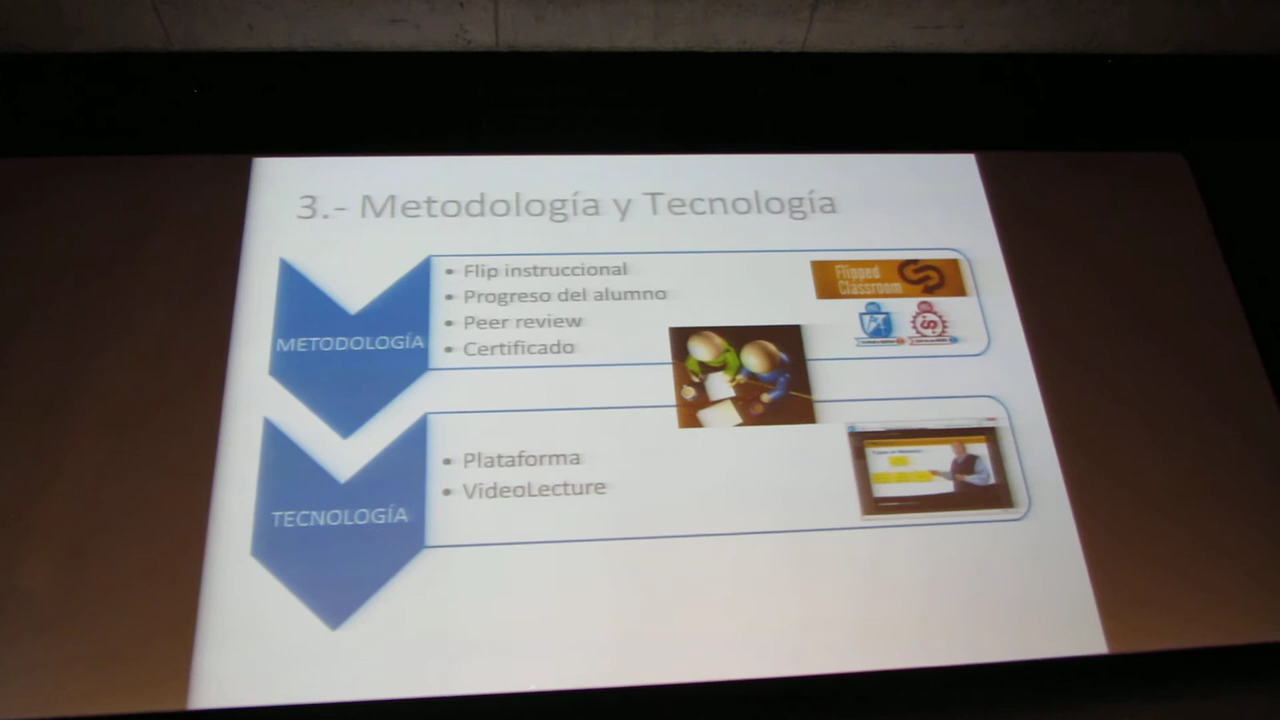 3.- Metodología y Tecnología
METODOLOGÍA
• Flip instruccional
• Progreso del alumno
• Peer review
• Certificado
Flipped
Classroom
TECNOLOGÍA
• Plataforma
• VideoLecture